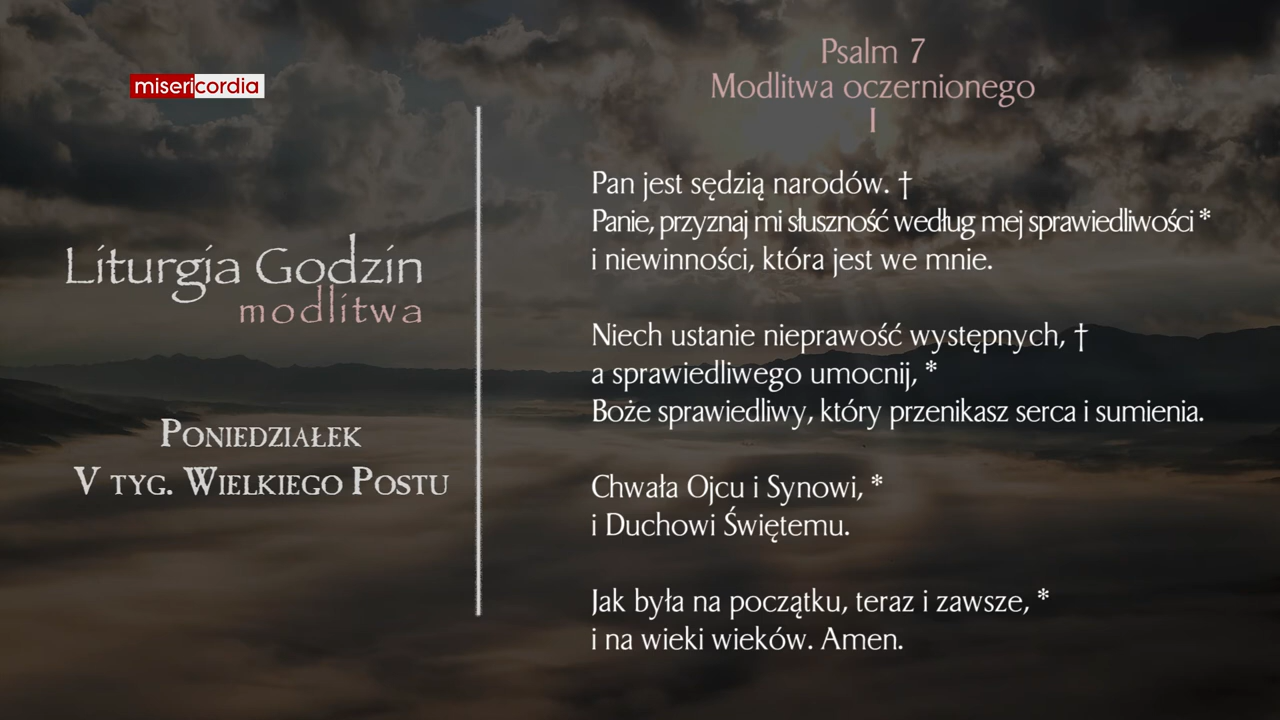 misericordia
Liturgia Godzin
modlitwa
Poniedziałek
V tyg. Wielkiego Postu
Psalm 7
Modlitwa oczernionego
I
Pan jest sędzią narodów. †
Panie, przyznaj mi słuszność według mej sprawiedliwości *
i niewinności, która jest we mnie.
Niech ustanie nieprawość występnych, †
a sprawiedliwego umocnij, *
Boże sprawiedliwy, który przenikasz serca i sumienia.
Chwała Ojcu i Synowi, *
i Duchowi Świętemu.
Jak była na początku, teraz i zawsze, *
i na wieki wieków. Amen.